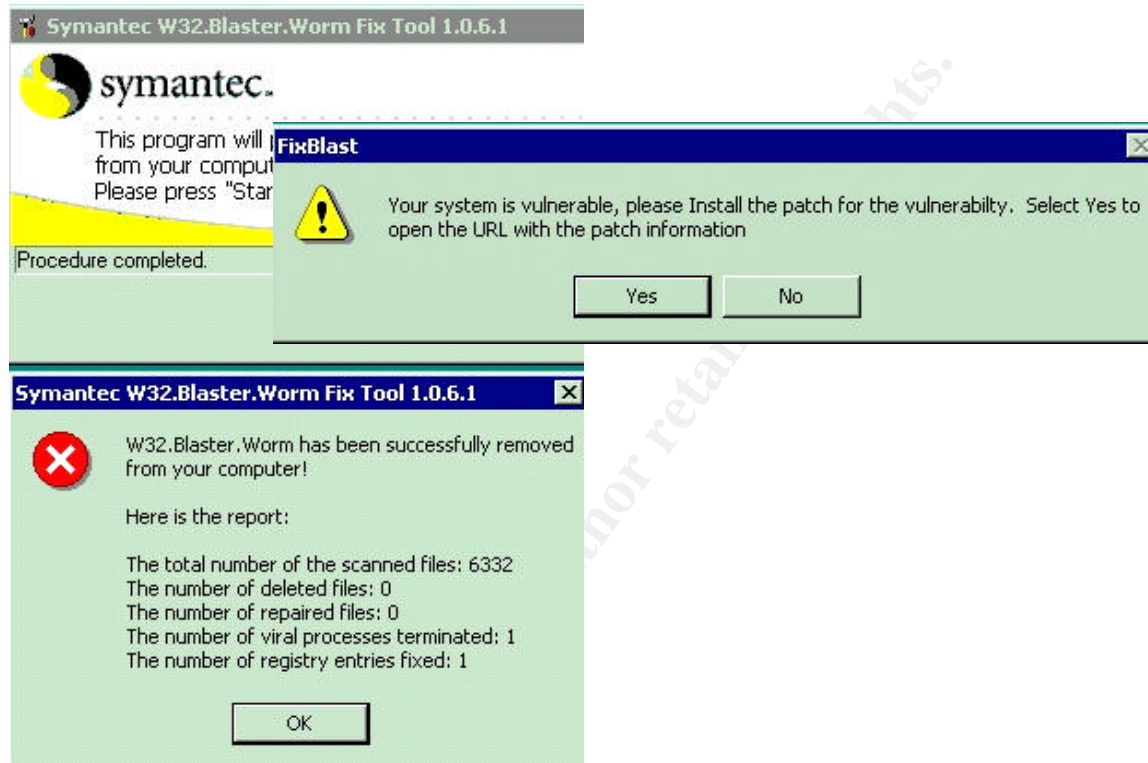 Symantec W32.Blaster.Worm Fix Tool 1.0.6.1
symantec.
This program will
from your comput
Please press "Star
Procedure completed.
FixBlast
Your system is vulnerable, please Install the patch for the vulnerabilty. Select Yes to
open the URL with the patch information
Yes No
Symantec W32.Blaster.Worm Fix Tool 1.0.6.1
W32.Blaster.Worm has been successfully removed
from your computer!
Here is the report:
The total number of the scanned files: 6332
The number of deleted files: 0
The number of repaired files: 0
The number of viral processes terminated: 1
The number of registry entries fixed: 1
OK